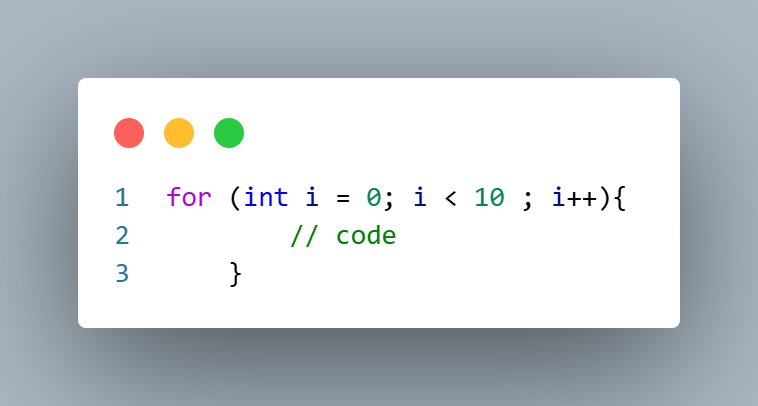 1 for (int i = 0; i < 10 ; i++){
2 // code
3 }